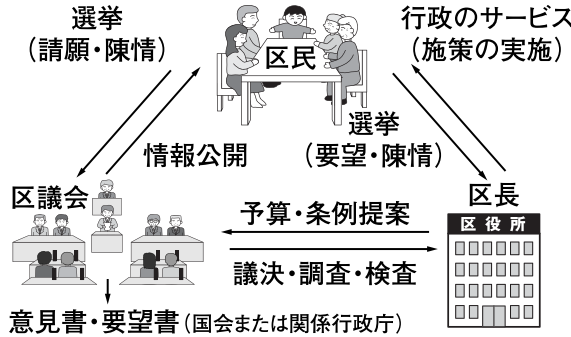 選挙
(請願・陳情)
区民
行政のサービス
(施策の実施)
情報公開
選挙
(要望・陳情)
区議会
区長
区役所
予算・条例提案
議決・調査・検査
意見書・要望書(国会または関係行政庁)